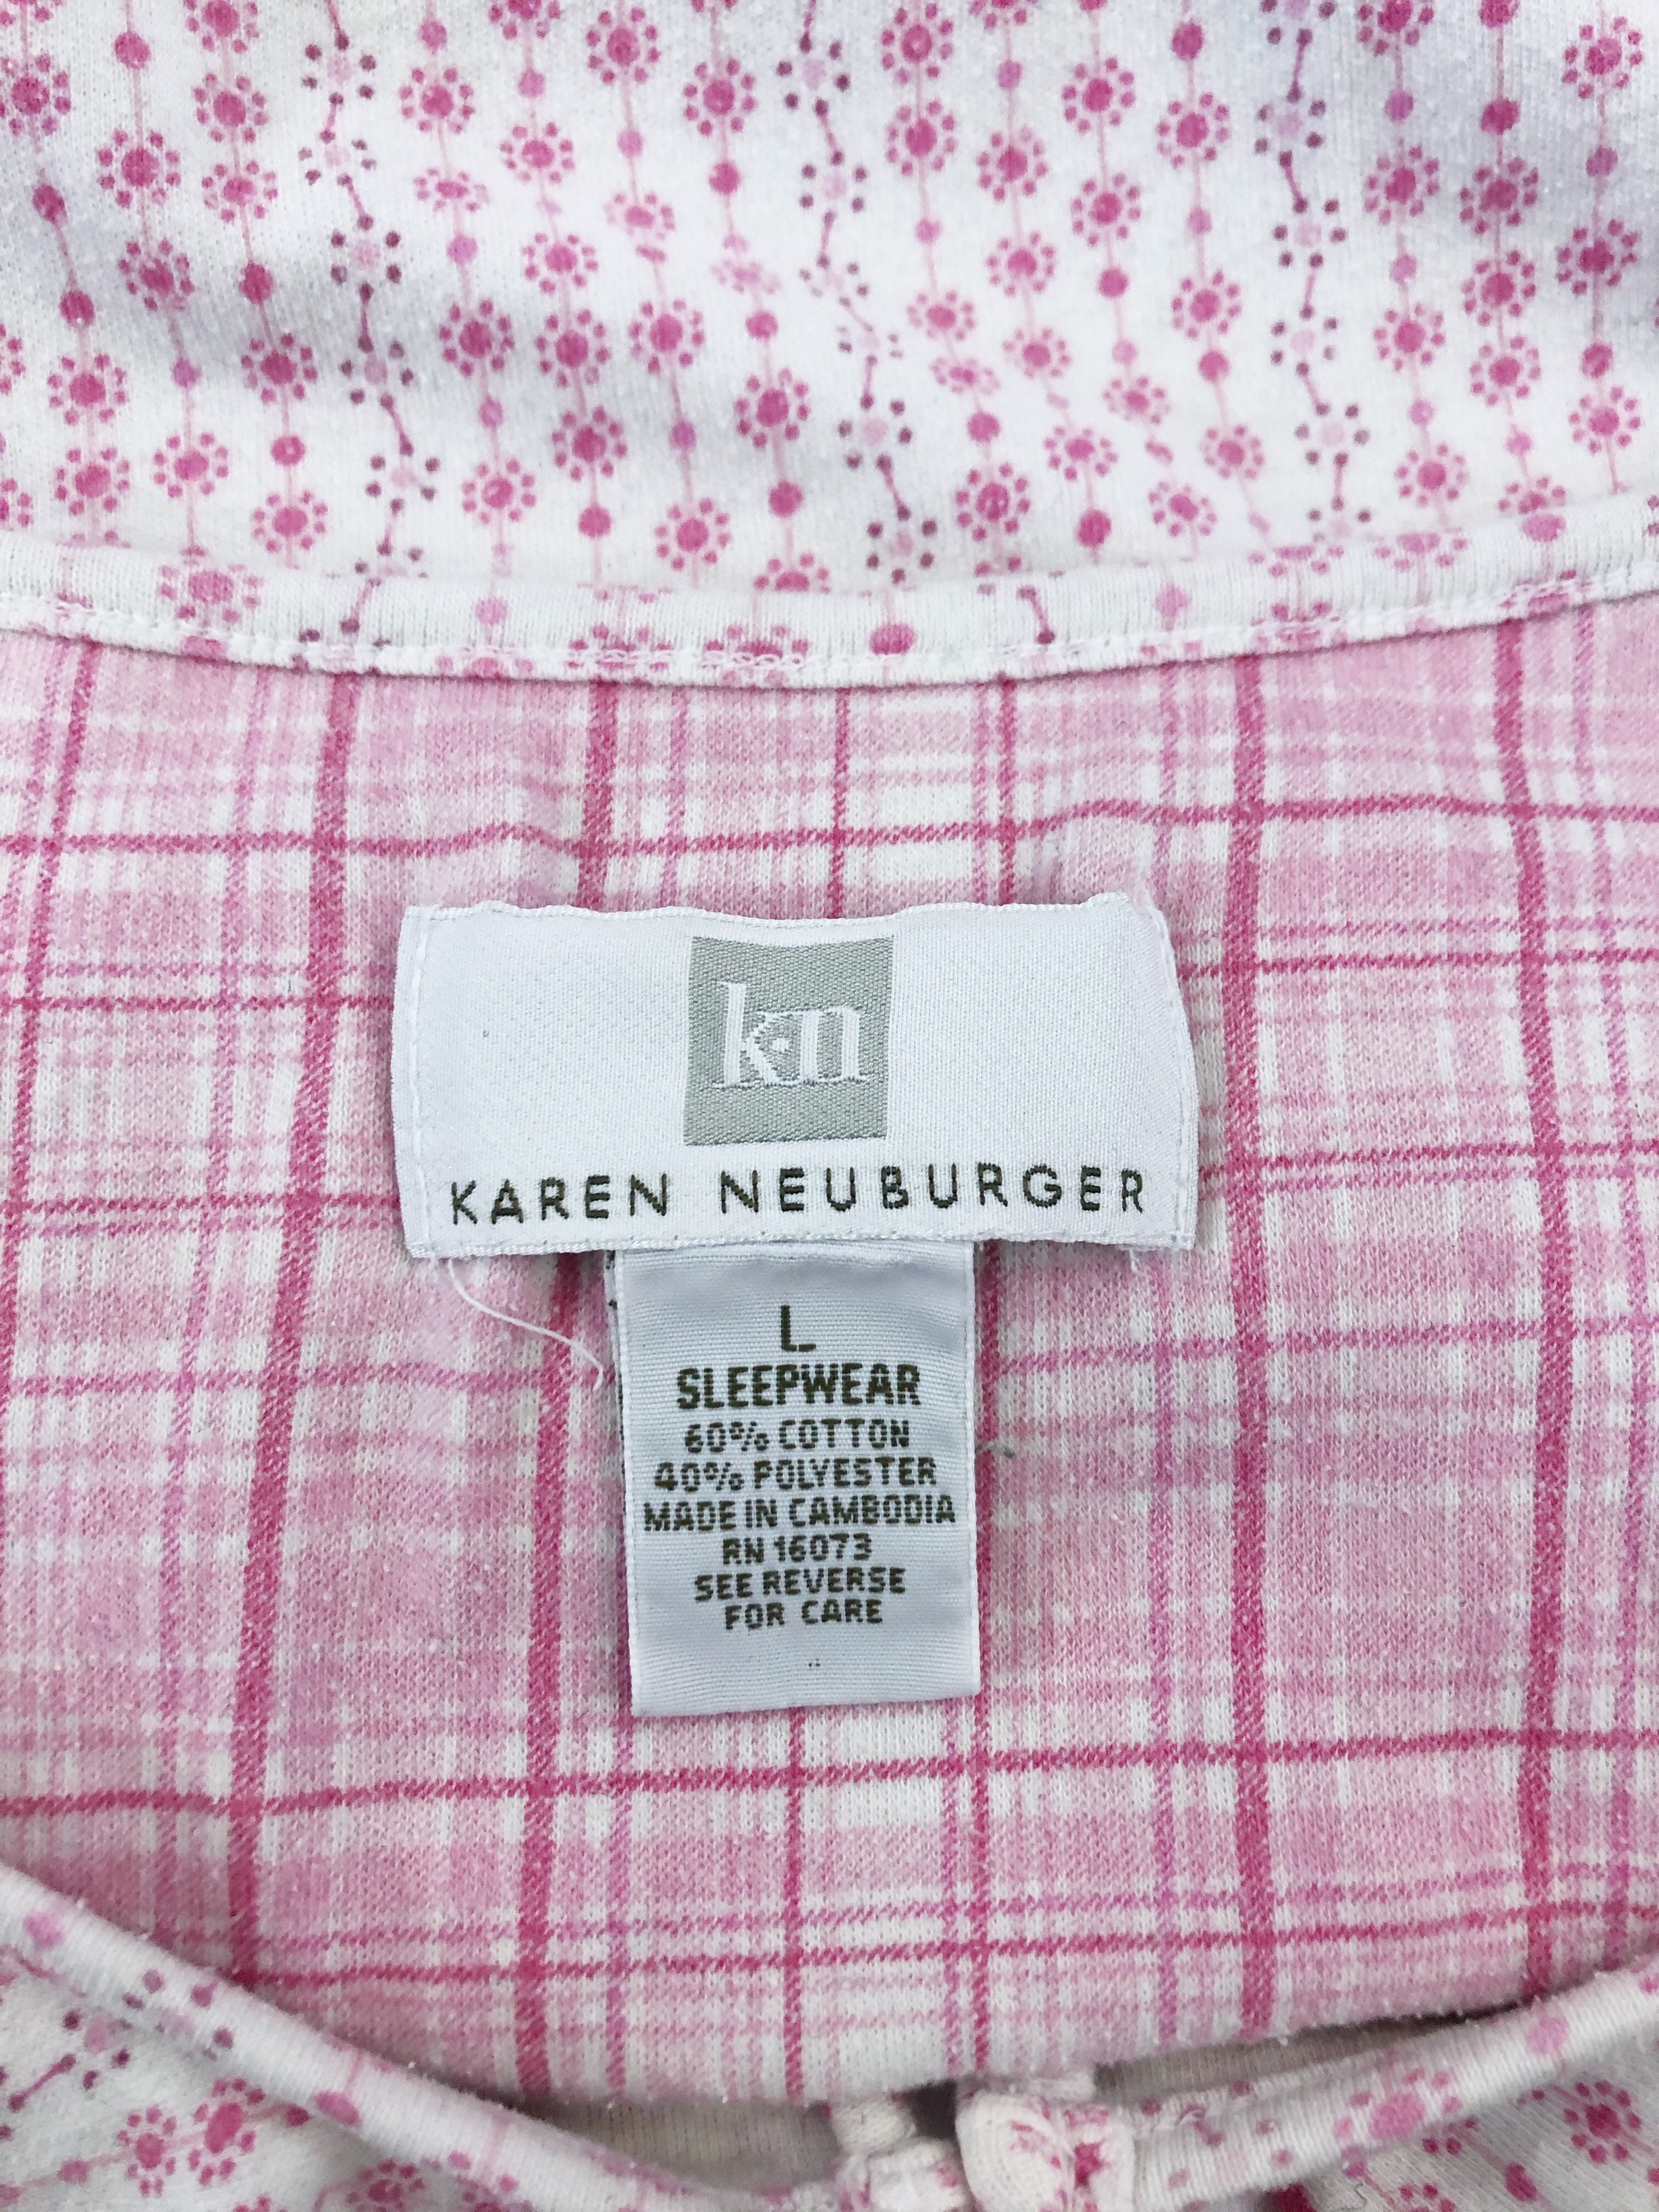 k·n
KAREN NEUBURGER
L
SLEEPWEAR
60% COTTON
40% POLYESTER
MADE IN CAMBODIA
RN 16073
SEE REVERSE
FOR CARE